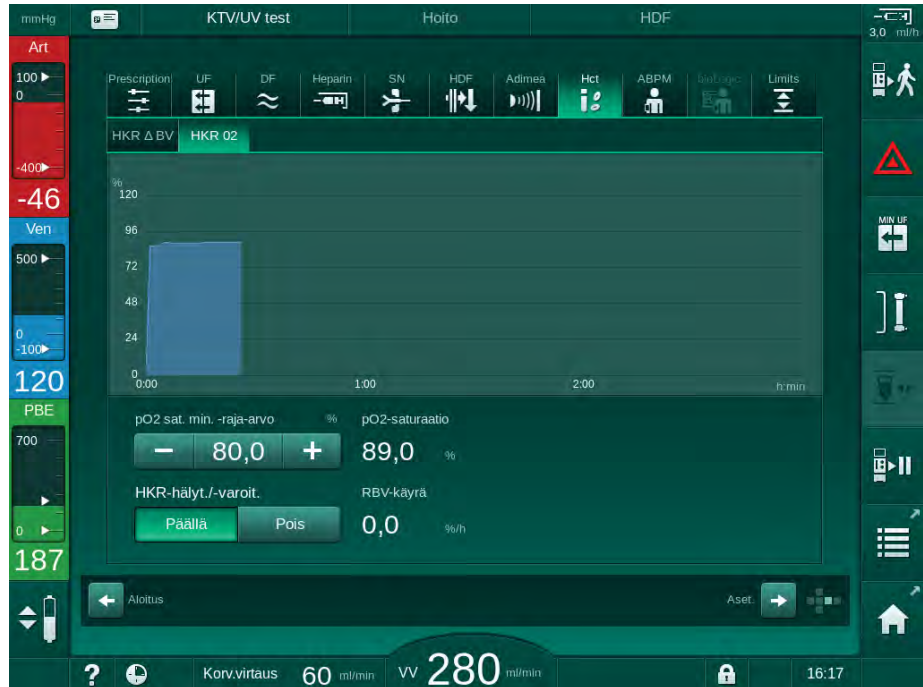 mmHg
KTV/UV test
Hoito
HDF
3,0 ml/h
Art
100
0
-400
-46
Ven
500
0
-100
120
PBE
700
0
187
Prescription
UF
DF
Heparin
SN
HDF
Adimea
Hct
ABPM
bioLogic
Limits
HKR Δ BV
HKR 02
%
120
96
72
48
24
0
0:00
1:00
2:00
h:min
pO2 sat. min. -raja-arvo %
80,0
pO2-saturaatio
89,0 %
HKR-hälyt./-varoit.
Päällä
Pois
RBV-käyrä
0,0 %/h
Aloitus
Aset.
MIN UF
?
Korv.virtaus 60 ml/min
VV 280 ml/min
16:17